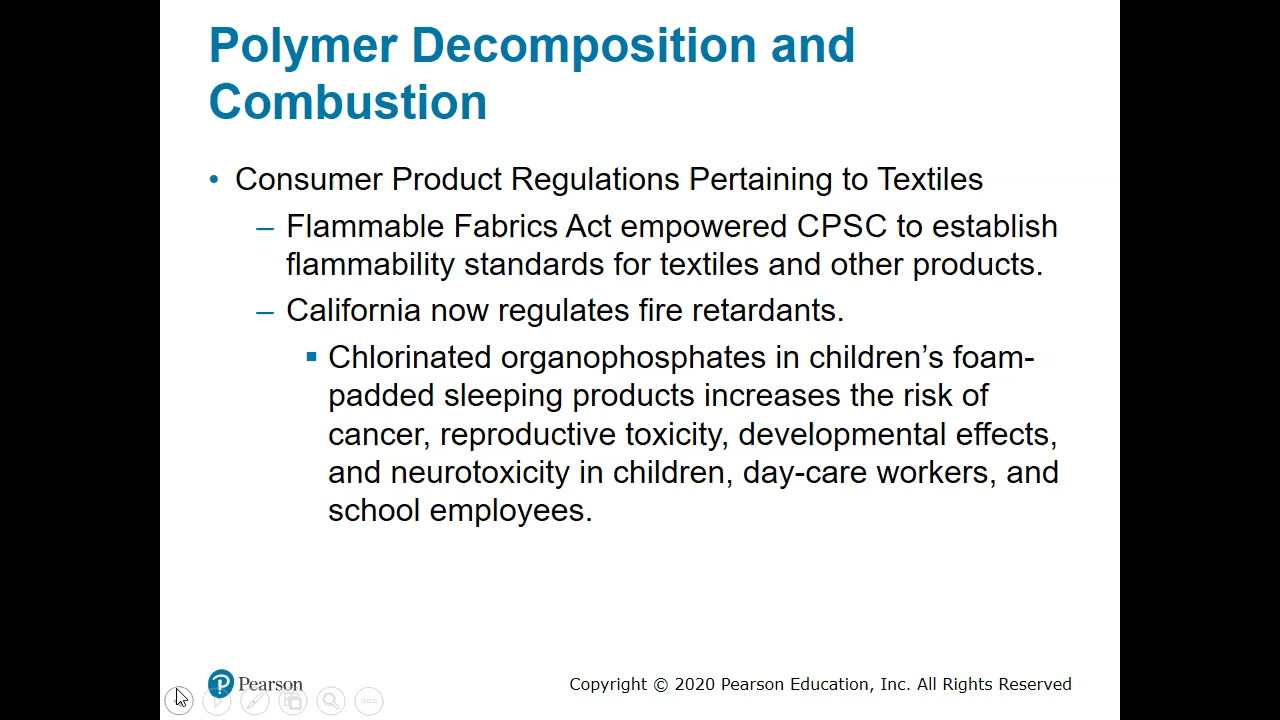 Polymer Decomposition and
Combustion
• Consumer Product Regulations Pertaining to Textiles
– Flammable Fabrics Act empowered CPSC to establish
flammability standards for textiles and other products.
– California now regulates fire retardants.
▪ Chlorinated organophosphates in children’s foam-
padded sleeping products increases the risk of
cancer, reproductive toxicity, developmental effects,
and neurotoxicity in children, day-care workers, and
school employees.
Pearson
Copyright © 2020 Pearson Education, Inc. All Rights Reserved